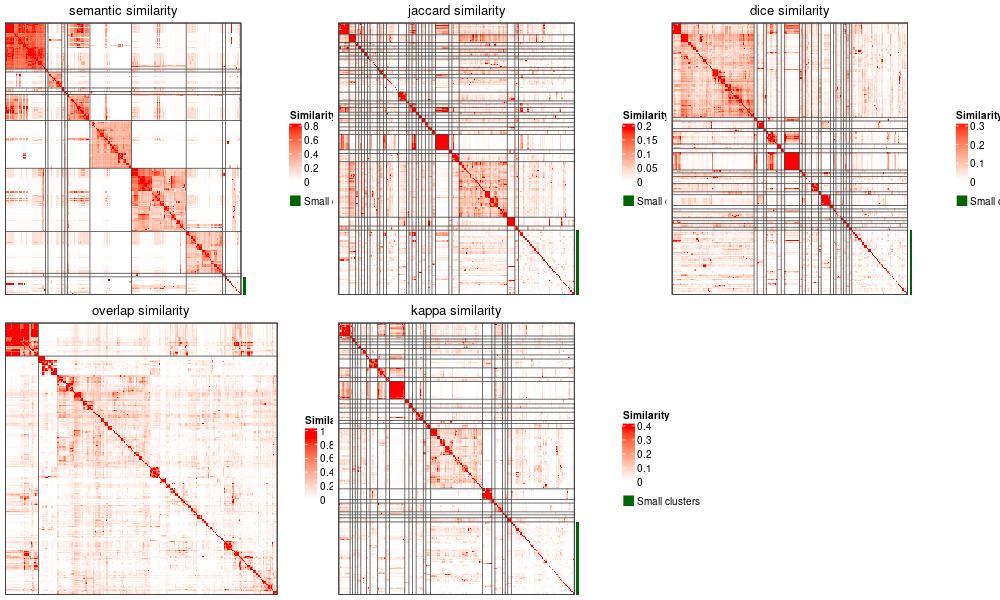 semantic similarity
Similarity
0.8
0.6
0.4
0.2
0
Small
jaccard similarity
Similarity
0.2
0.15
0.1
0.05
0
Small
dice similarity
Similarity
0.3
0.2
0.1
0
Small
overlap similarity
Simila
1
0.8
0.6
0.4
0.2
0
kappa similarity
Similarity
0.4
0.3
0.2
0.1
0
Small clusters